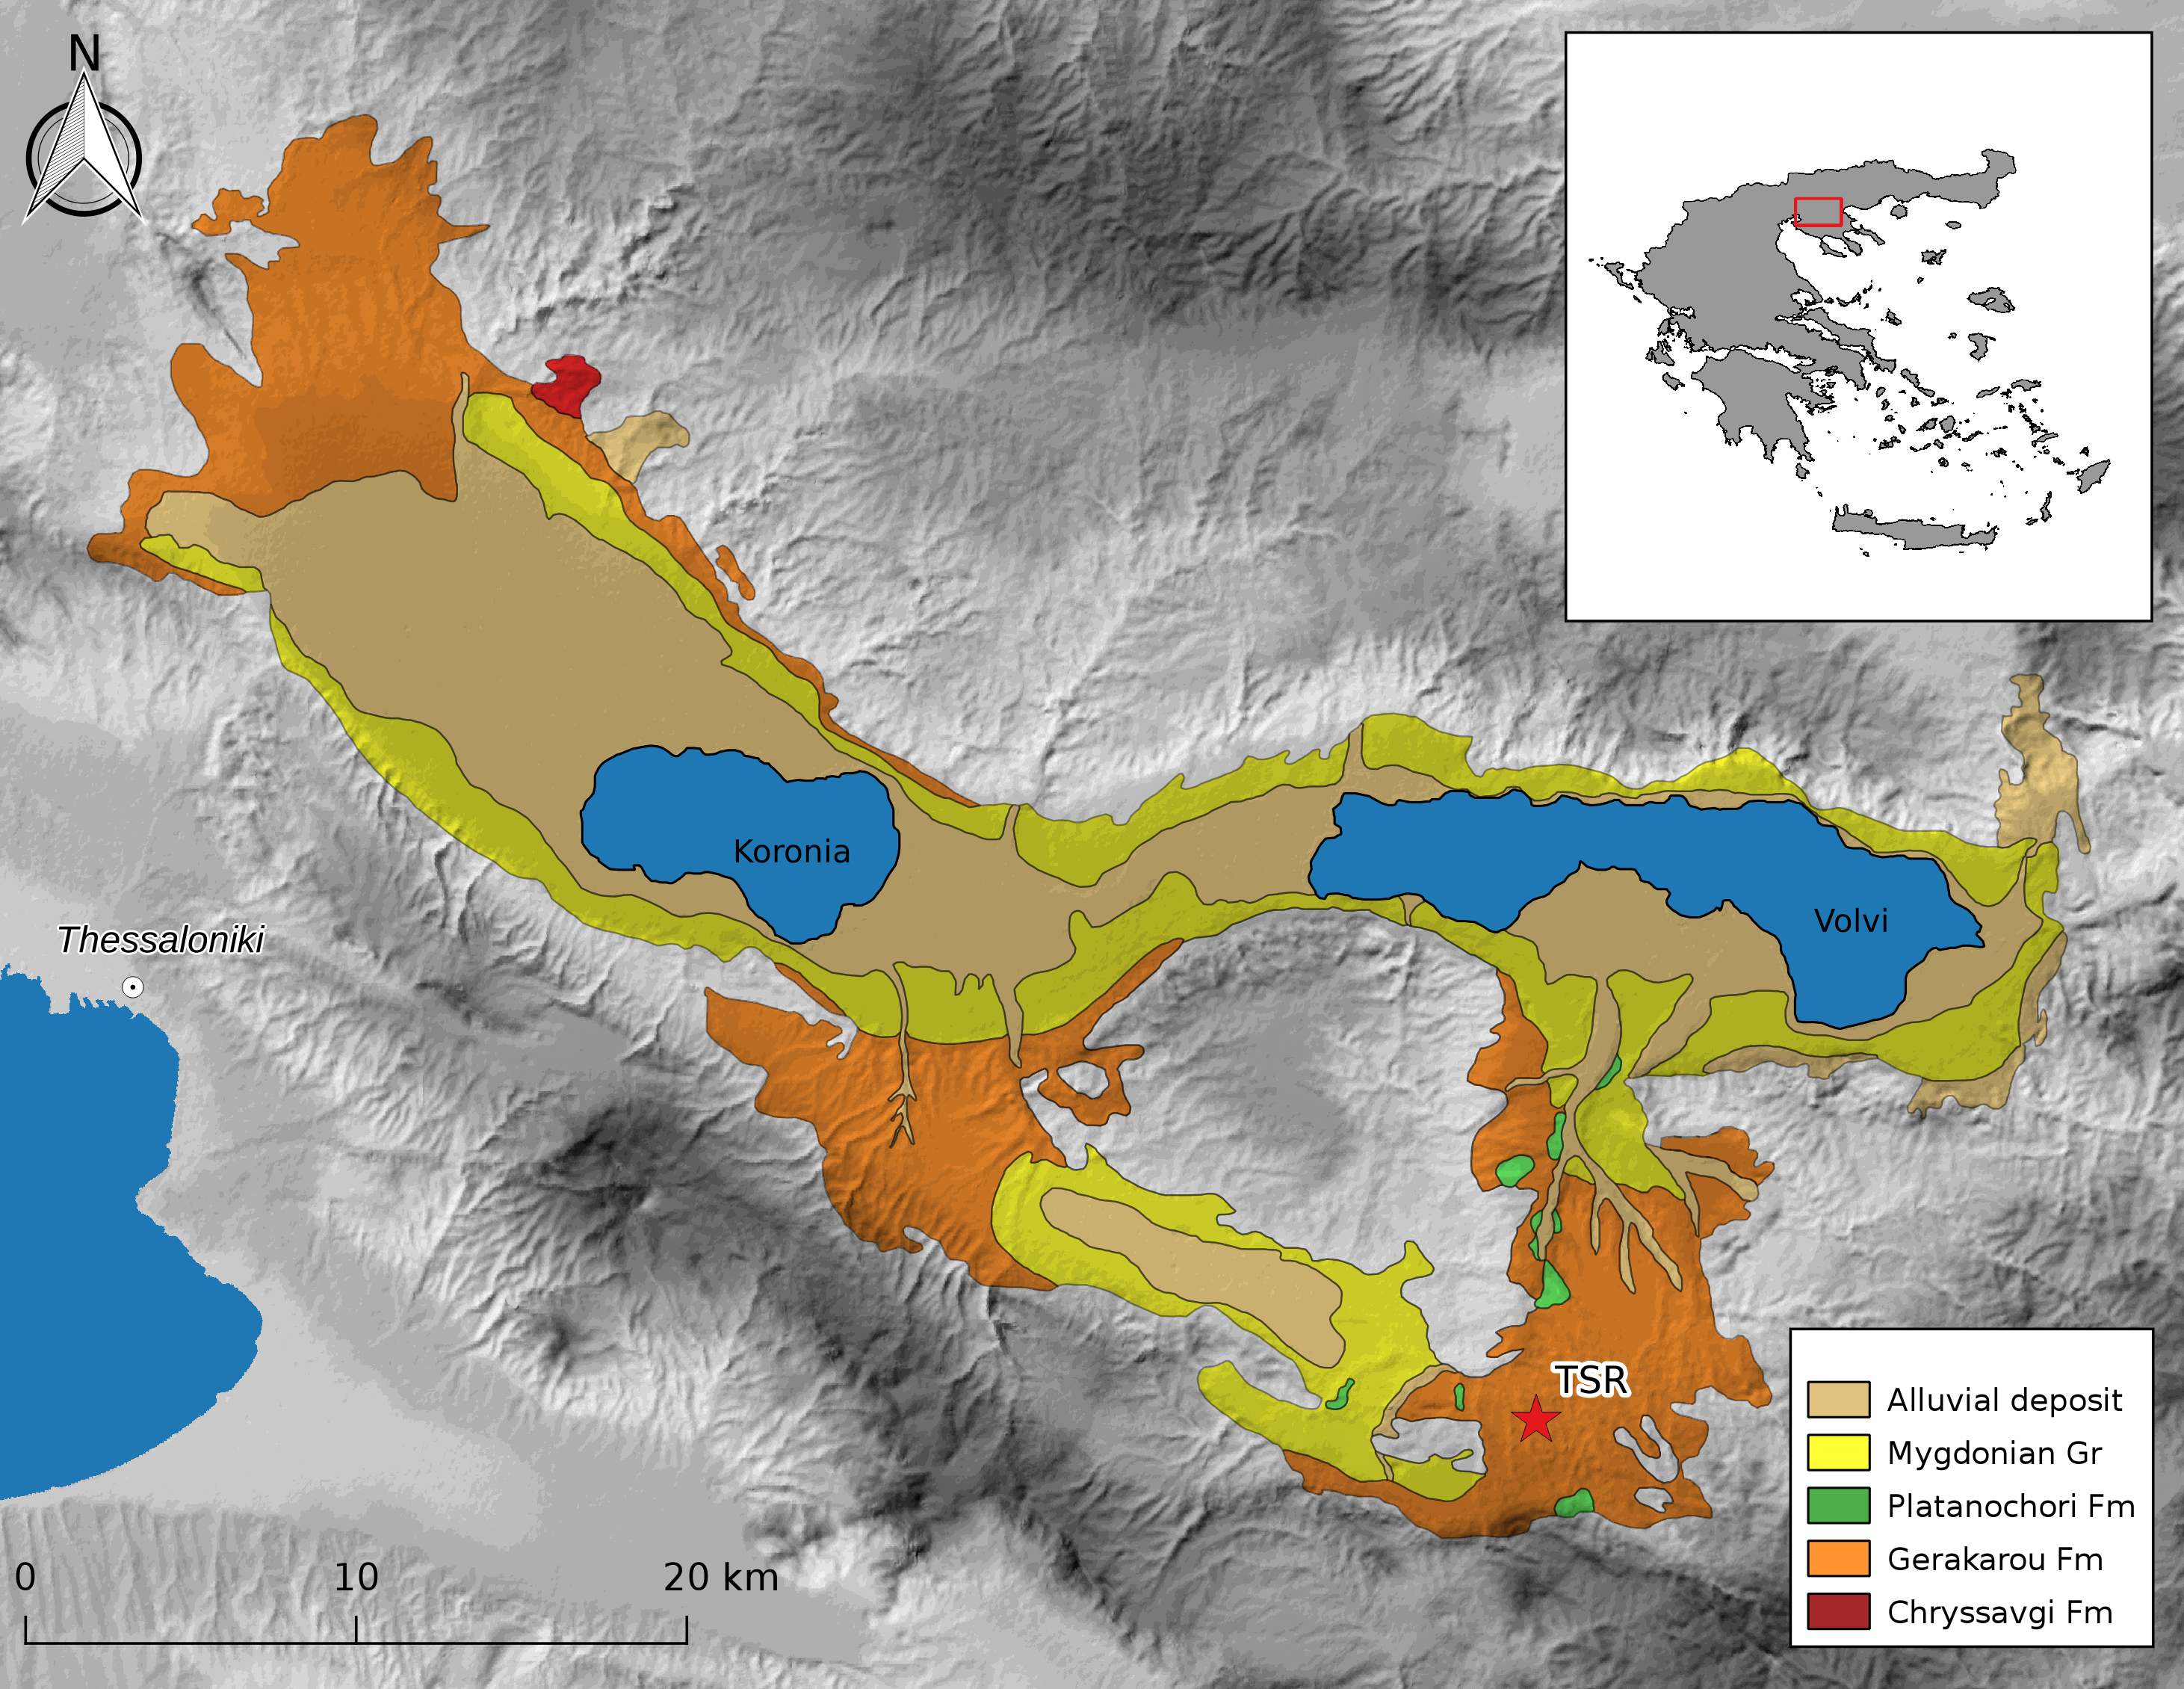 N
Koronia
Volvi
Thessaloniki
TSR
0 10 20 km
Alluvial deposit
Mygdonian Gr
Platanochori Fm
Gerakarou Fm
Chryssavgi Fm